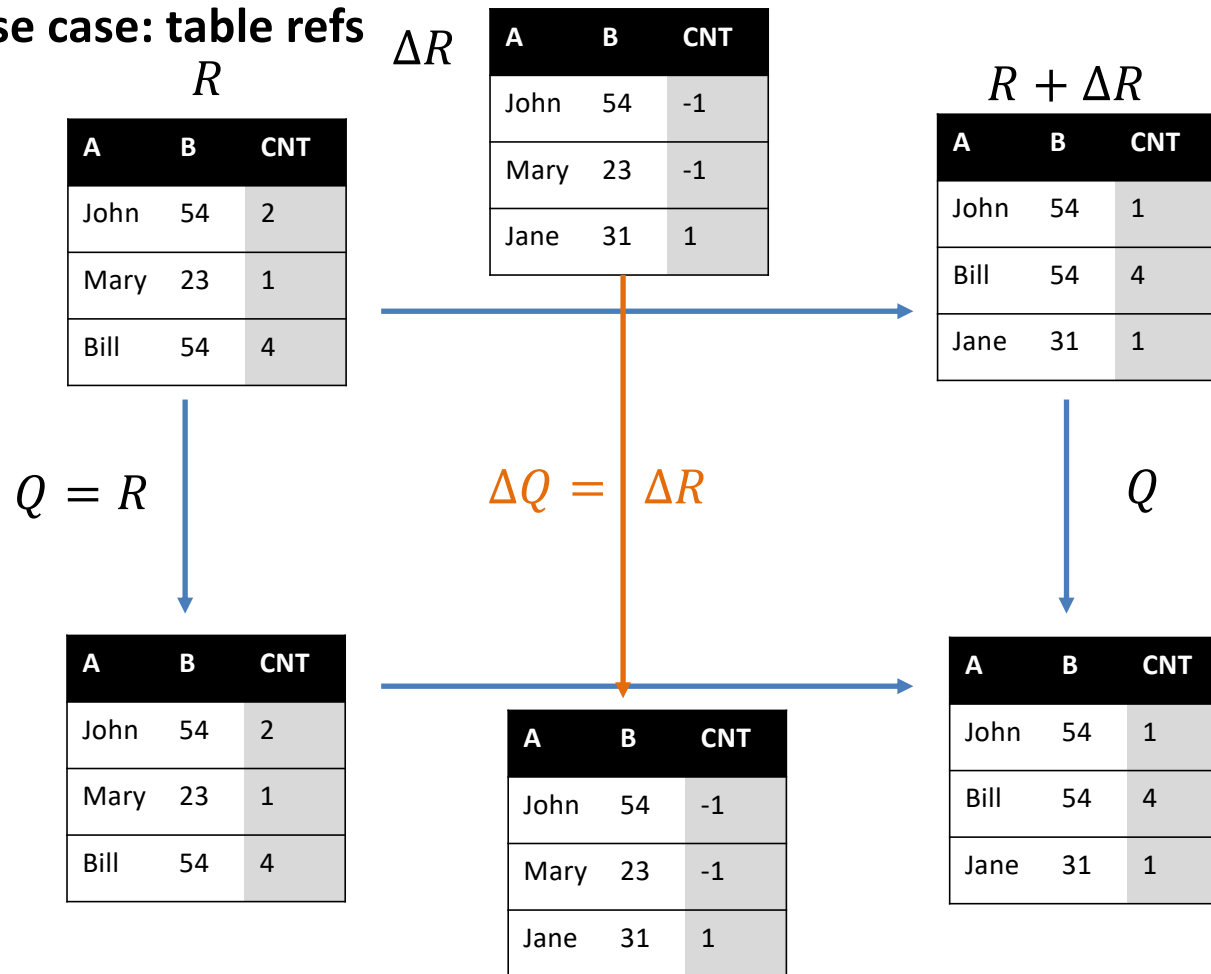 se case: table refs
R
A B CNT
John 54 2
Mary 23 1
Bill 54 4
ΔR
A B CNT
John 54 -1
Mary 23 -1
Jane 31 1
R + ΔR
A B CNT
John 54 1
Bill 54 4
Jane 31 1
Q = R
ΔQ = ΔR
Q
A B CNT
John 54 2
Mary 23 1
Bill 54 4
A B CNT
John 54 -1
Mary 23 -1
Jane 31 1
A B CNT
John 54 1
Bill 54 4
Jane 31 1